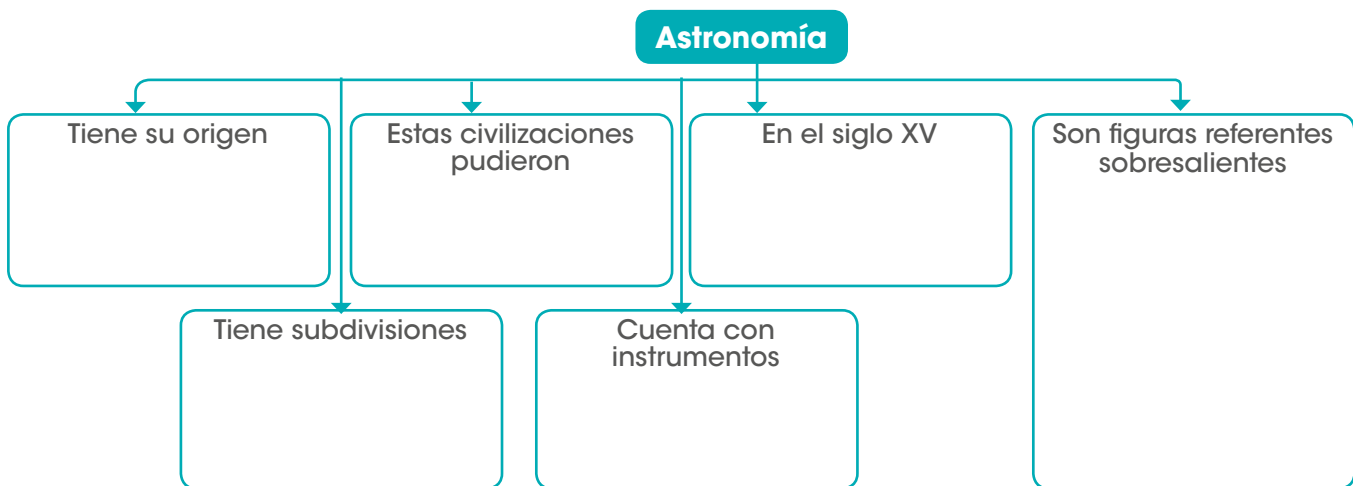 Astronomía
Tiene su origen
Estas civilizaciones
pudieron
En el siglo XV
Son figuras referentes
sobresalientes
Tiene subdivisiones
Cuenta con
instrumentos